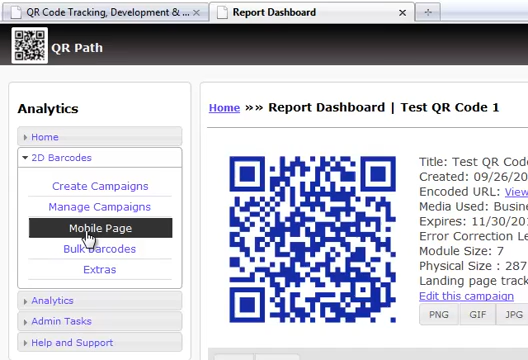 QR Code Tracking, Development & ...
Report Dashboard
QR Path
Analytics
Home
2D Barcodes
Create Campaigns
Manage Campaigns
Mobile Page
Bulk Barcodes
Extras
Analytics
Admin Tasks
Help and Support
Home »» Report Dashboard | Test QR Code 1
Title: Test QR Code
Created: 09/26/20
Encoded URL: View
Media Used: Busine
Expires: 11/30/201
Error Correction Le
Module Size: 7
Physical Size : 287
Landing page track
Edit this campaign
PNG GIF JPG